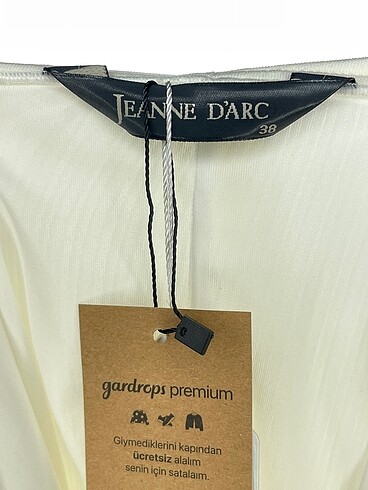 JEANNE D'ARC
38
gardrops premium
Giymediklerini kapından
ücretsiz alalım
senin için satalım.